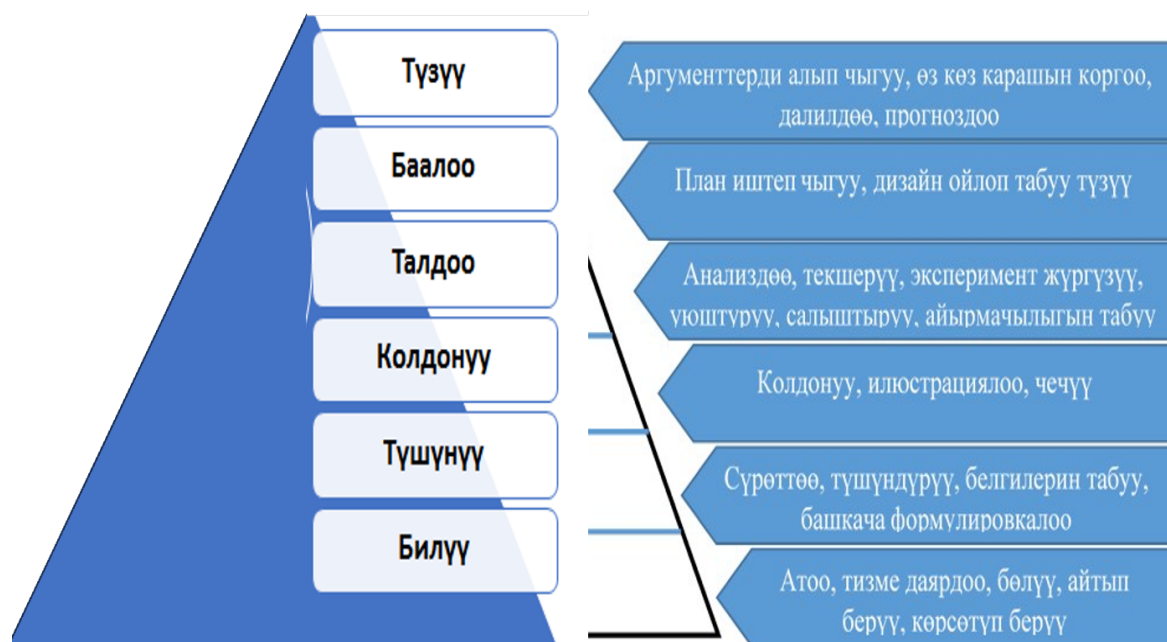 Түзүү
Баалоо
Талдоо
Колдонуу
Түшүнүү
Билүү
Аргументтерди алып чыгуу, өз көз карашын коргоо,
далилдөө, прогноздоо
План иштеп чыгуу, дизайн ойлоп табуу түзүү
Анализдөө, текшерүү, эксперимент жүргүзүү,
уюштуруу, салыштыруу, айырмачылыгын табуу
Колдонуу, илюстрациялоо, чечүү
Сүрөттөө, түшүндүрүү, белгилерин табуу,
башкача формулировкалоо
Атоо, тизме даярдоо, бөлүү, айтып
берүү, көрсөтүп берүү